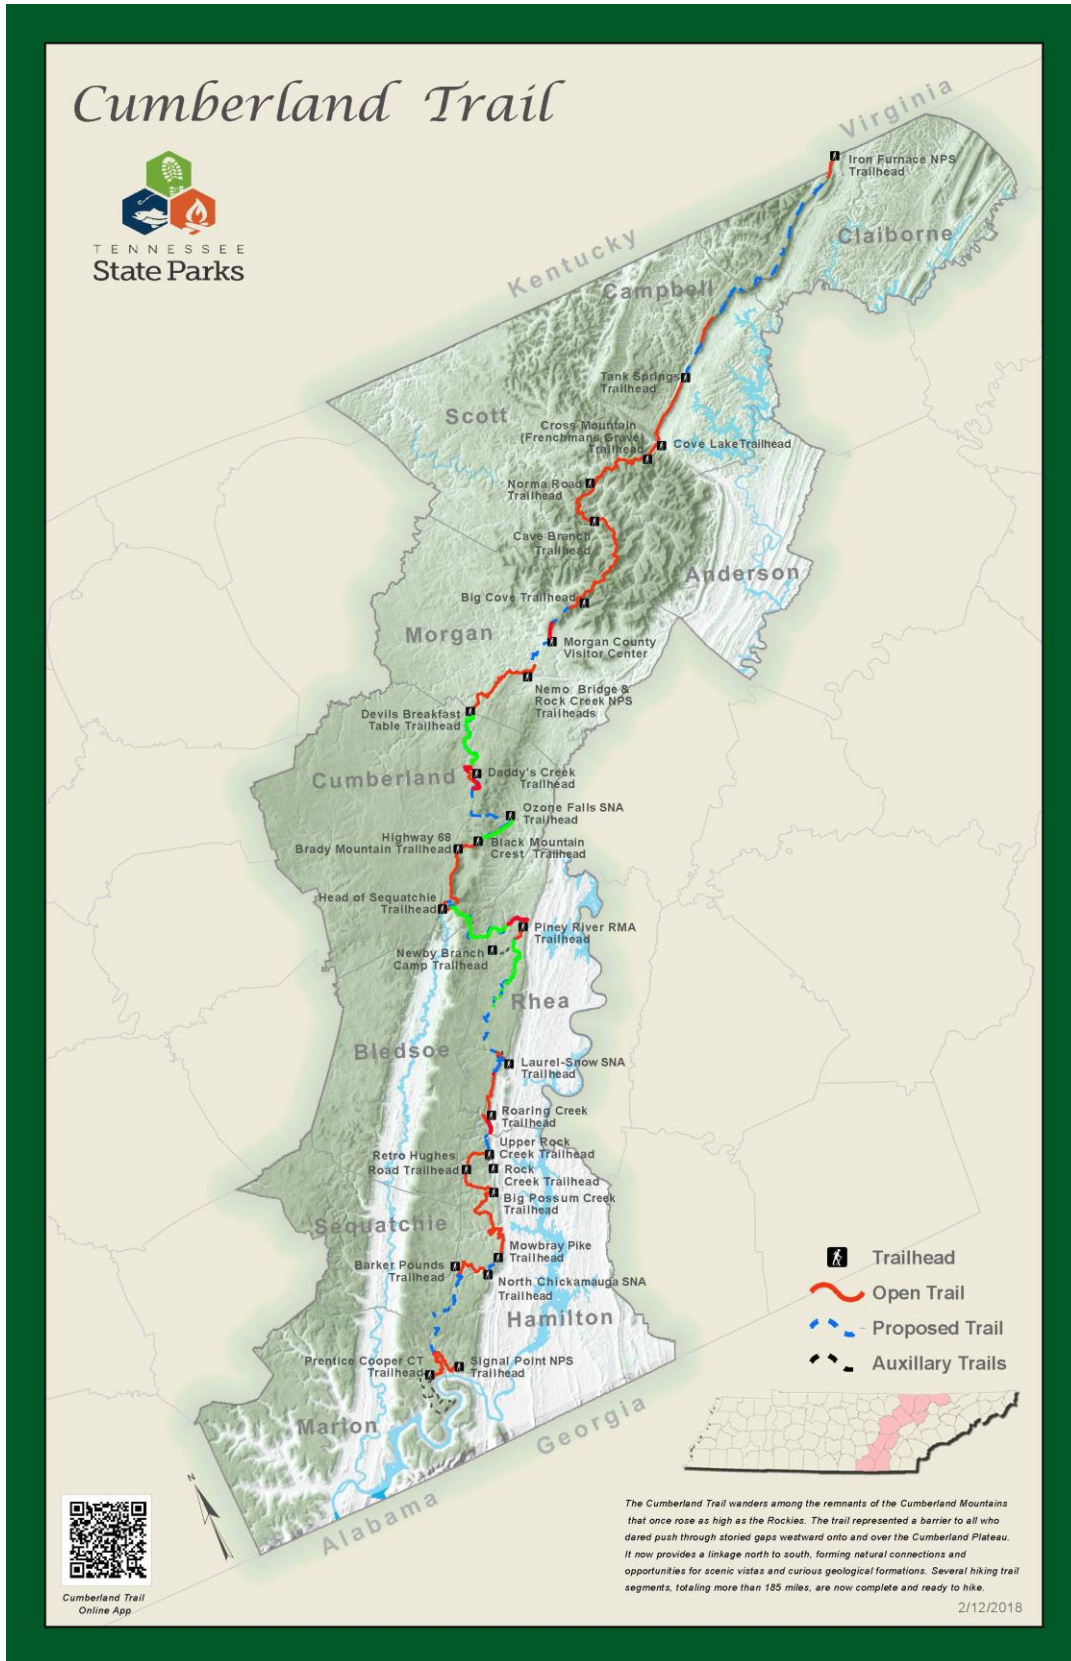 Cumberland Trail
TENNESSEE
State Parks
Virginia
Iron Furnace NPS
Trailhead
Claiborne
Kentucky
Campbell
Tank Springs
Trailhead
Scott
Cross Mountain
(Frenchmans Grave)
Trailhead
Cove LakeTrailhead
Norma Road
Trailhead
Cave Branch
Trailhead
Anderson
Big Cove Trailhead
Morgan
Morgan County
Visitor Center
Nemo Bridge &
Rock Creek NPS
Trailheads
Devils Breakfast
Table Trailhead
Cumberland
Daddy's Creek
Trailhead
Ozone Falls SNA
Trailhead
Highway 68
Brady Mountain Trailhead
Black Mountain
Crest Trailhead
Head of Sequatchie
Trailhead
Piney River RMA
Trailhead
Newby Branch
Camp Trailhead
Rhea
Bledsoe
Laurel-Snow SNA
Trailhead
Roaring Creek
Trailhead
Upper Rock
Creek Trailhead
Retro Hughes
Road Trailhead
Rock
Creek Trailhead
Big Possum Creek
Trailhead
Sequatchie
Mowbray Pike
Trailhead
Barker Pounds
Trailhead
North Chickamauga SNA
Trailhead
Hamilton
Prentice Cooper CT
Trailhead
Signal Point NPS
Trailhead
Marion
Georgia
Alabama
N
Trailhead
Open Trail
Proposed Trail
Auxillary Trails
Cumberland Trail
Online App
The Cumberland Trail wanders among the remnants of the Cumberland Mountains
that once rose as high as the Rockies. The trail represented a barrier to all who
dared push through storied gaps westward onto and over the Cumberland Plateau.
It now provides a linkage north to south, forming natural connections and
opportunities for scenic vistas and curious geological formations. Several hiking trail
segments, totaling more than 185 miles, are now complete and ready to hike.
2/12/2018